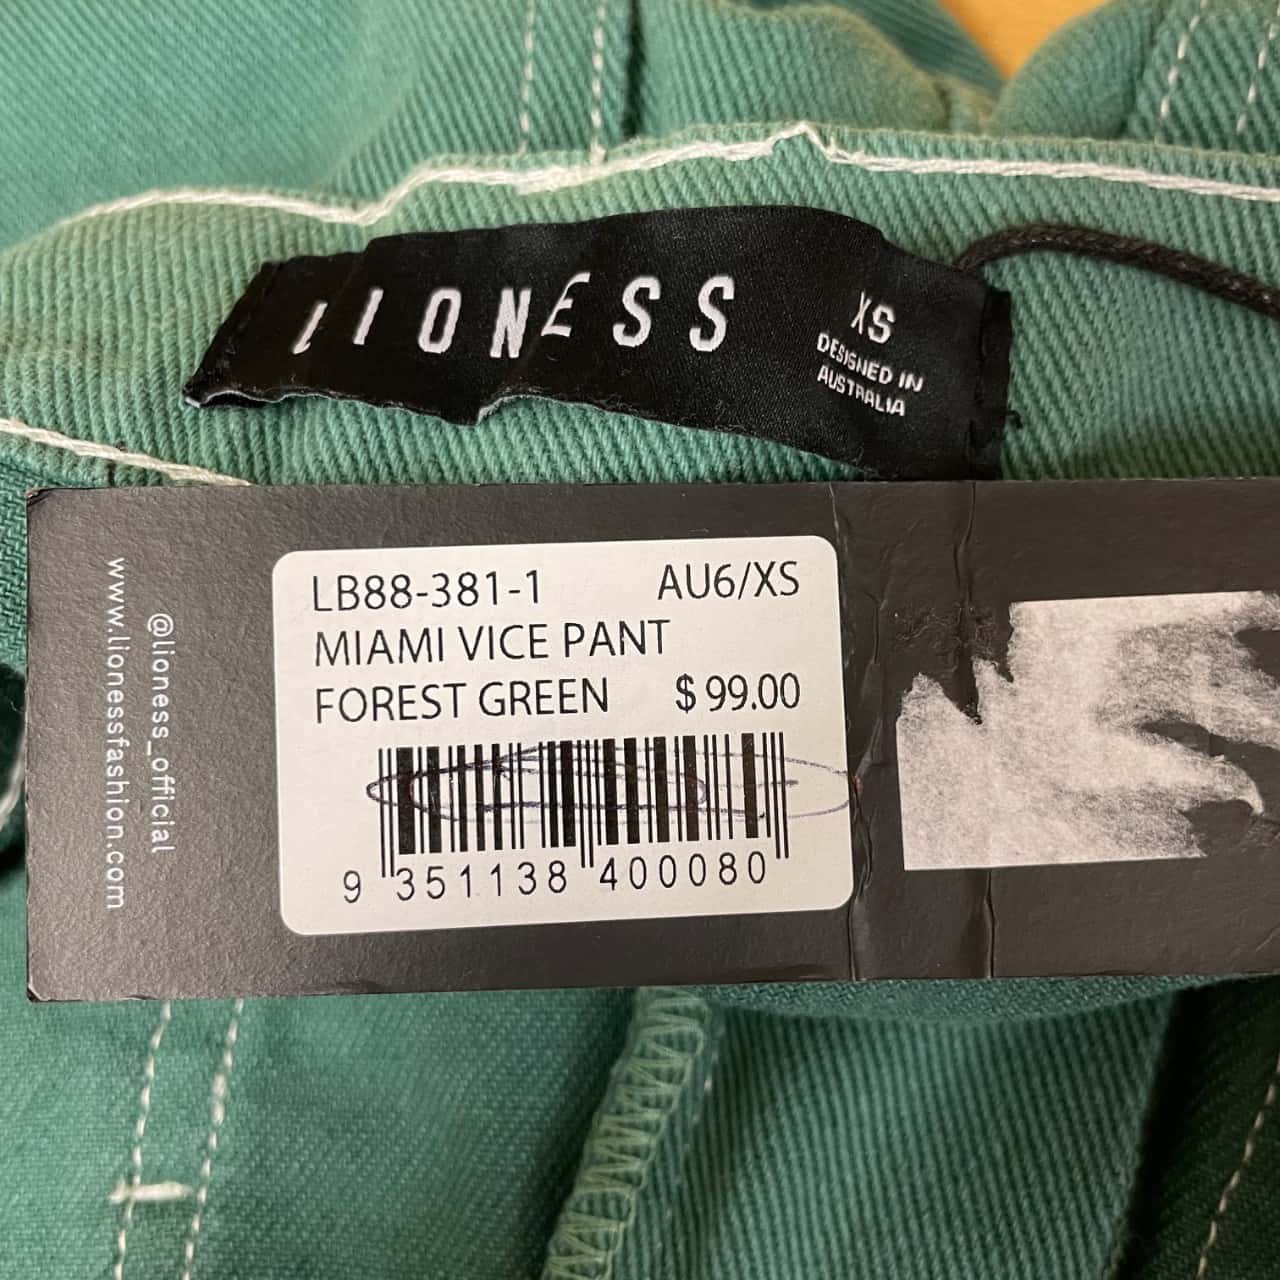 LIONESS
XS
DESIGNED IN
AUSTRALIA
@lioness_official
www.lionessfashion.com
LB88-381-1 AU6/XS
MIAMI VICE PANT
FOREST GREEN $99.00
9 351138 400080